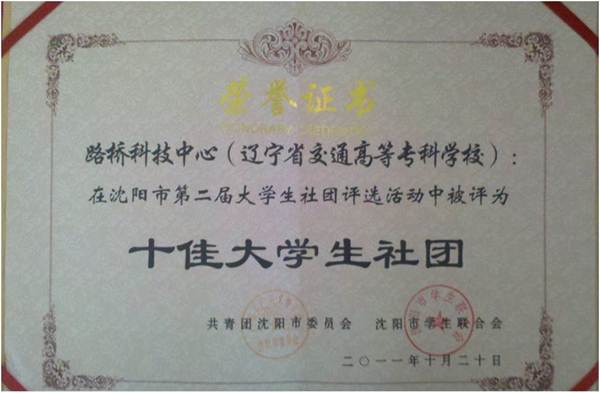 荣誉证书
路桥科技中心（辽宁省交通高等专科学校）：
在沈阳市第二届大学生社团评选活动中被评为
十佳大学生社团
共青团沈阳市委员会 沈阳市学生联合会
二〇一一年十月二十日